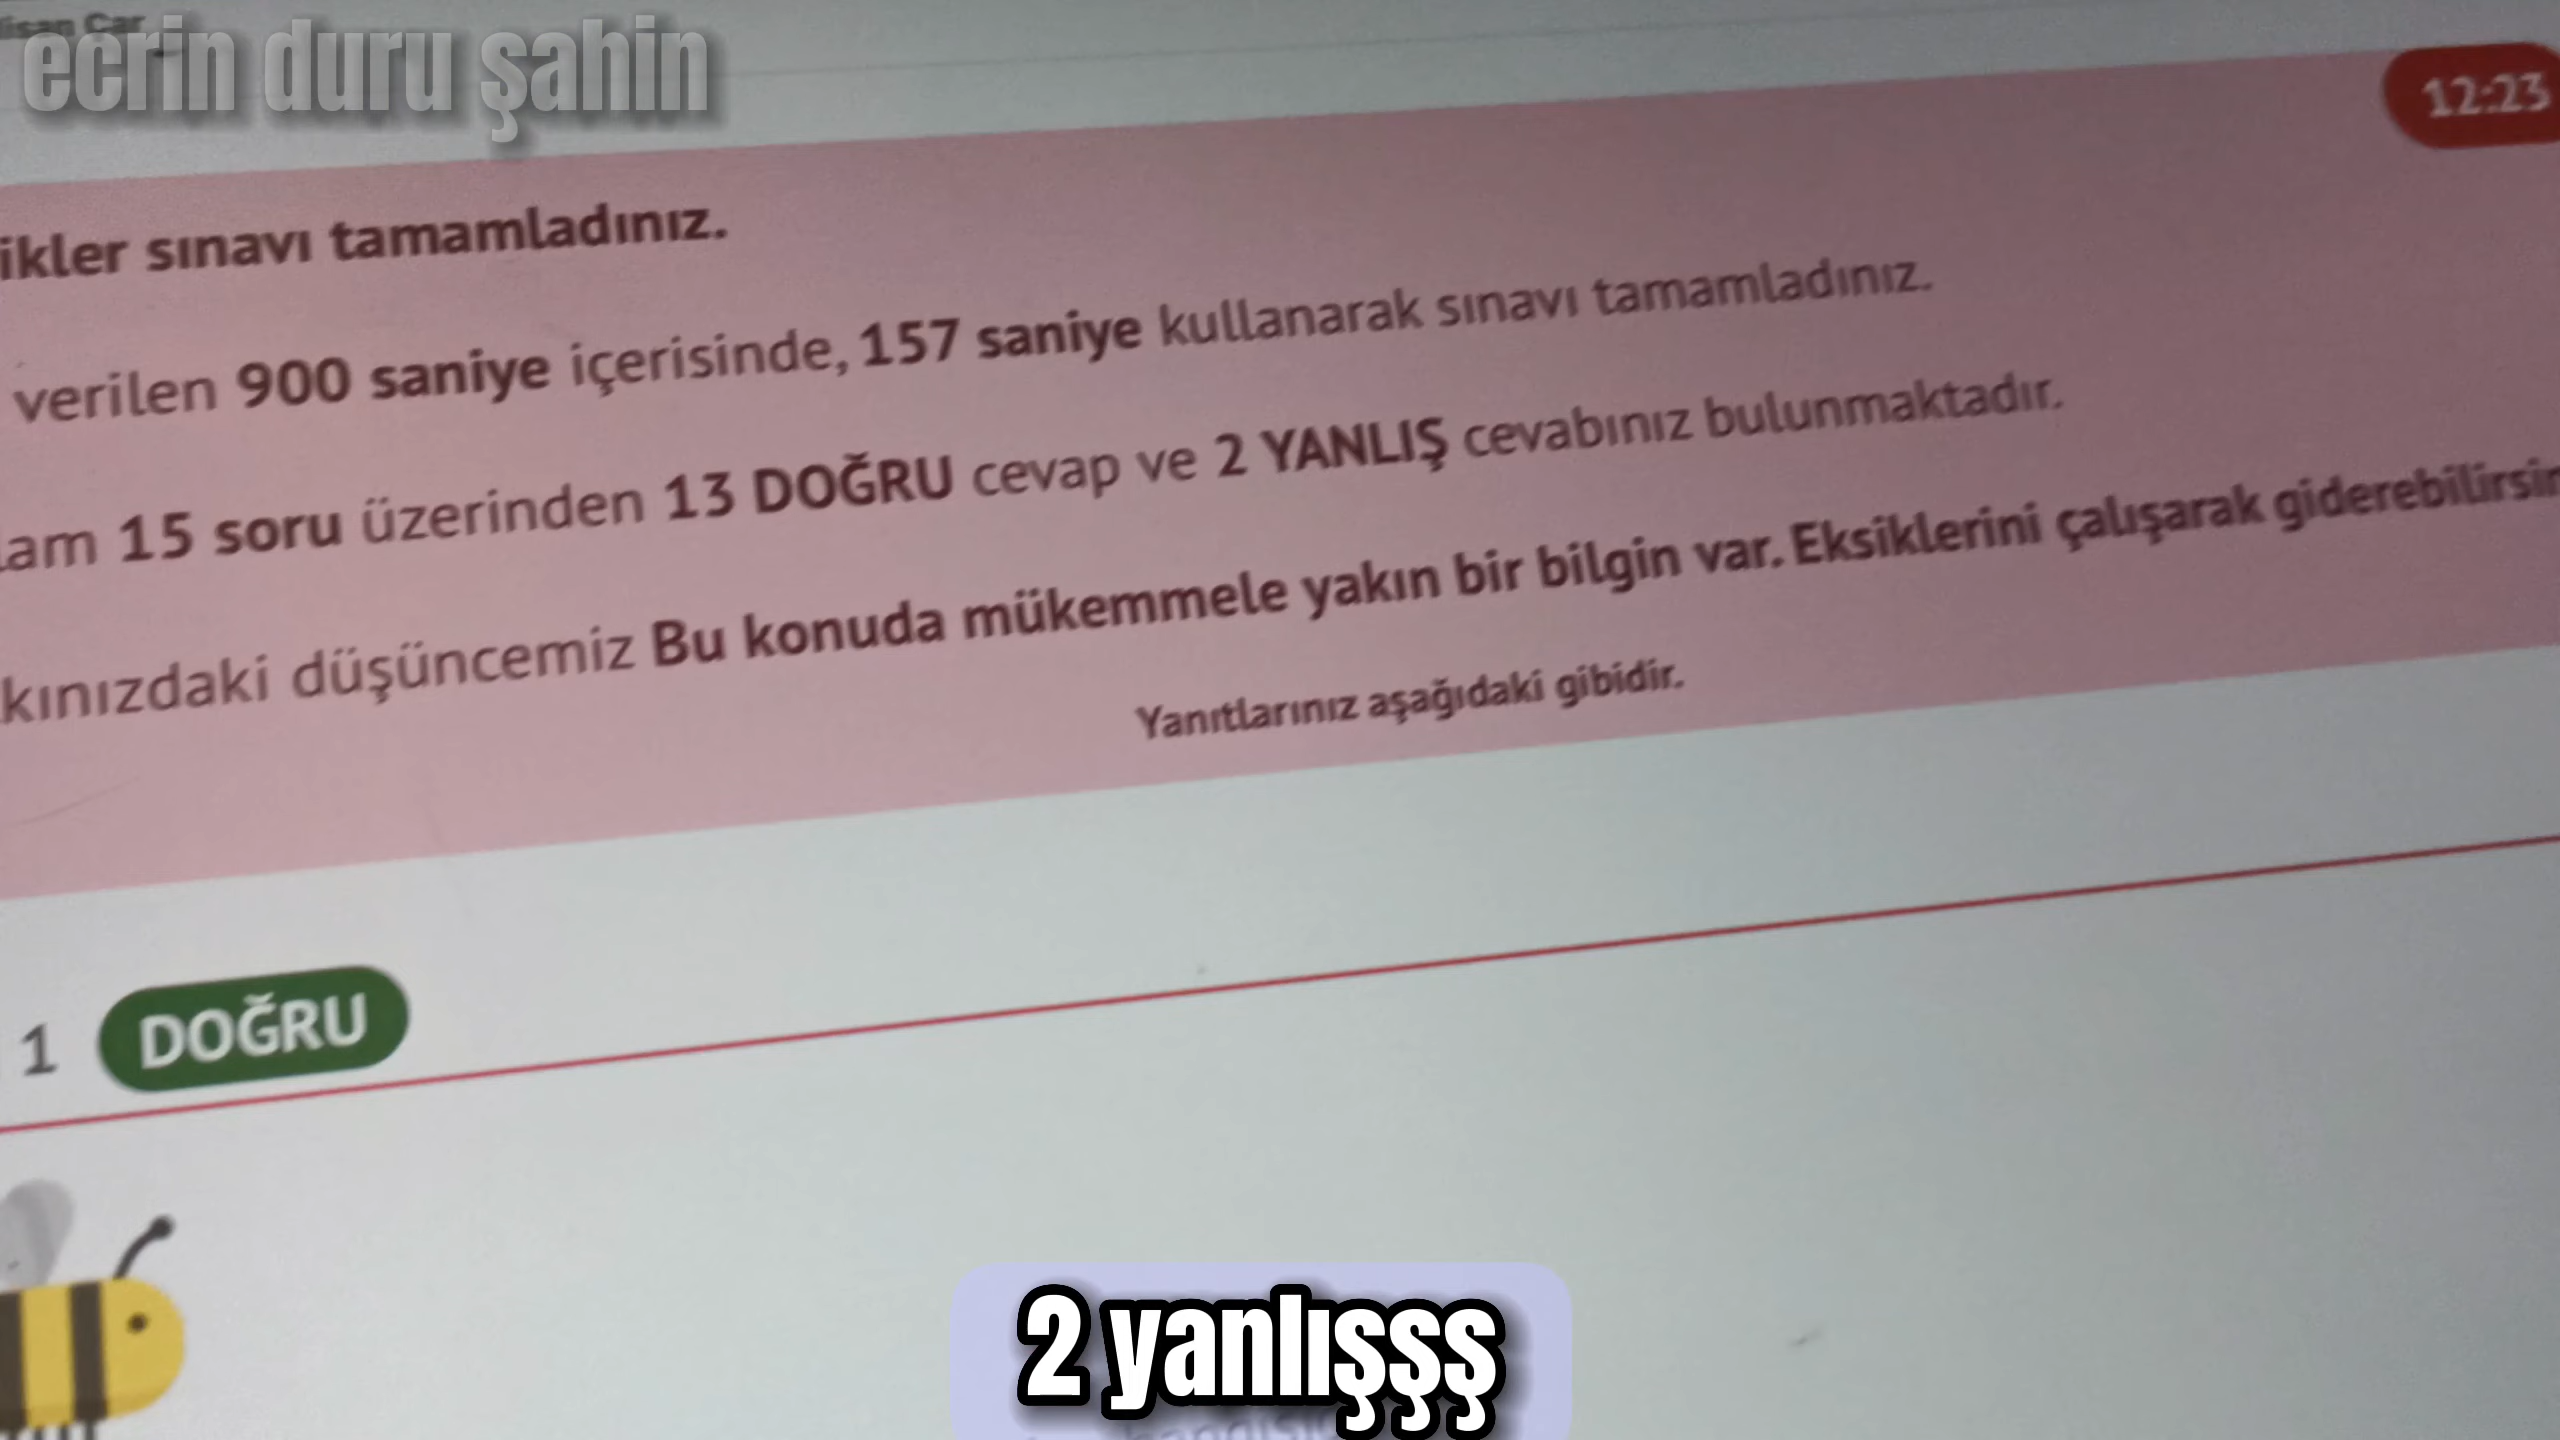 ecrin duru şahin
12:23
ikler sınavı tamamladınız.
verilen 900 saniye içerisinde, 157 saniye kullanarak sınavı tamamladınız.
lam 15 soru üzerinden 13 DOĞRU cevap ve 2 YANLIŞ cevabınız bulunmaktadır.
kınızdaki düşüncemiz Bu konuda mükemmele yakın bir bilgin var. Eksiklerini çalışarak giderebilirsin
Yanıtlarınız aşağıdaki gibidir.
1 DOĞRU
2 yanlışşş